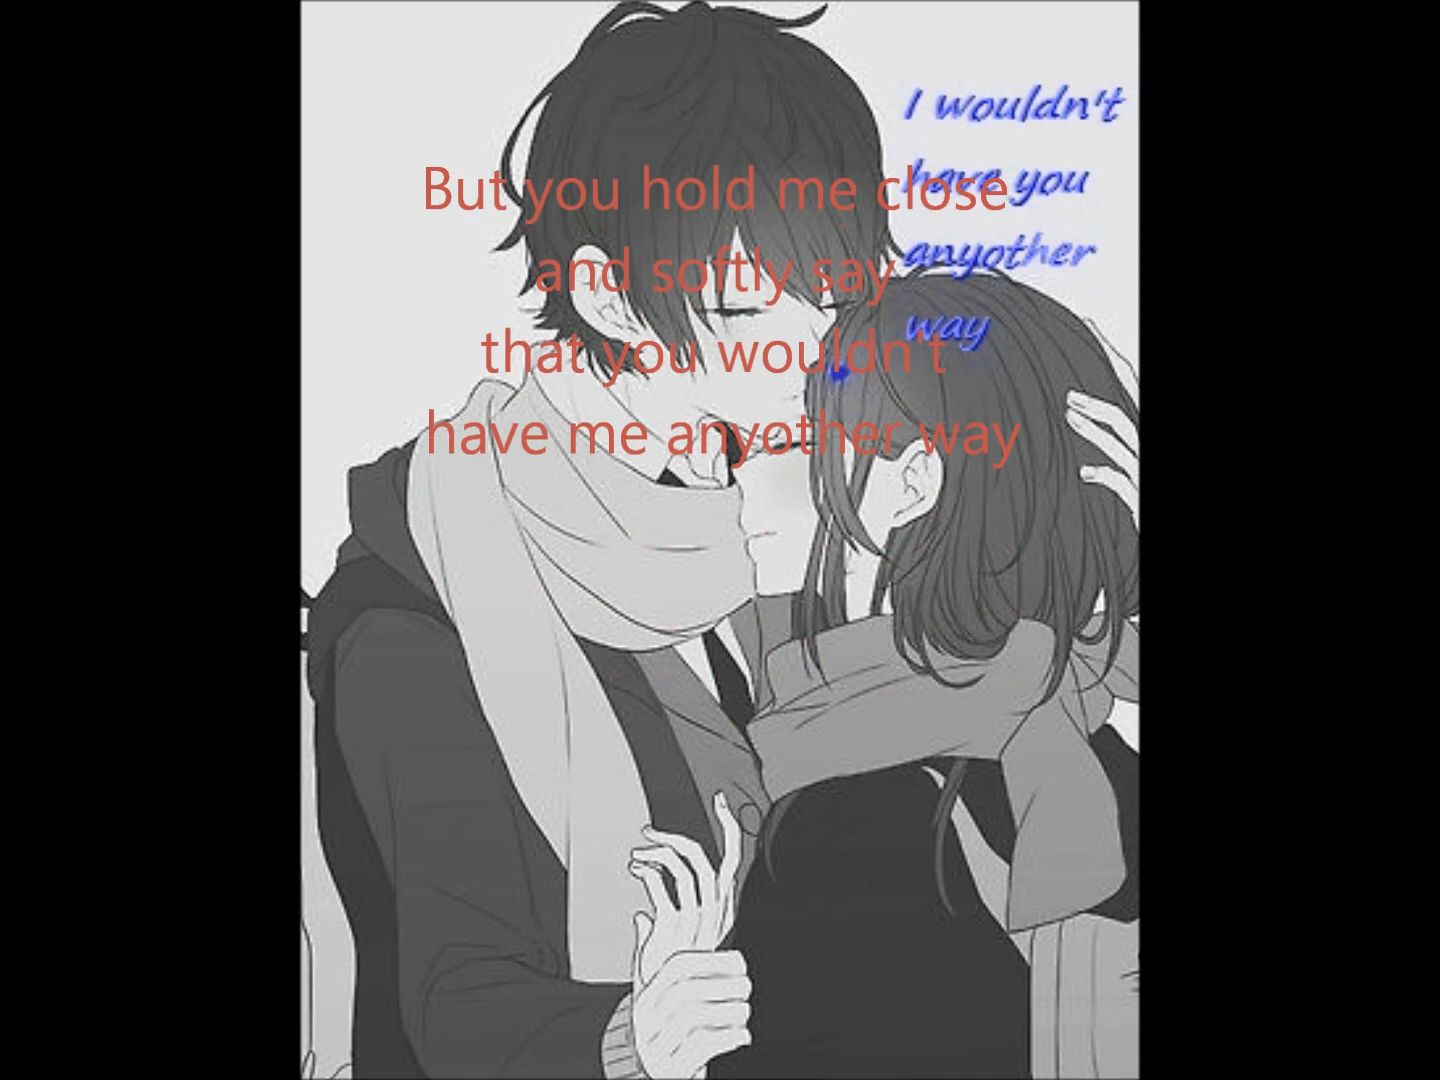 I wouldn't
have you
anyother
way
But you hold me close
and softly say
that you wouldn't
have me anyother way